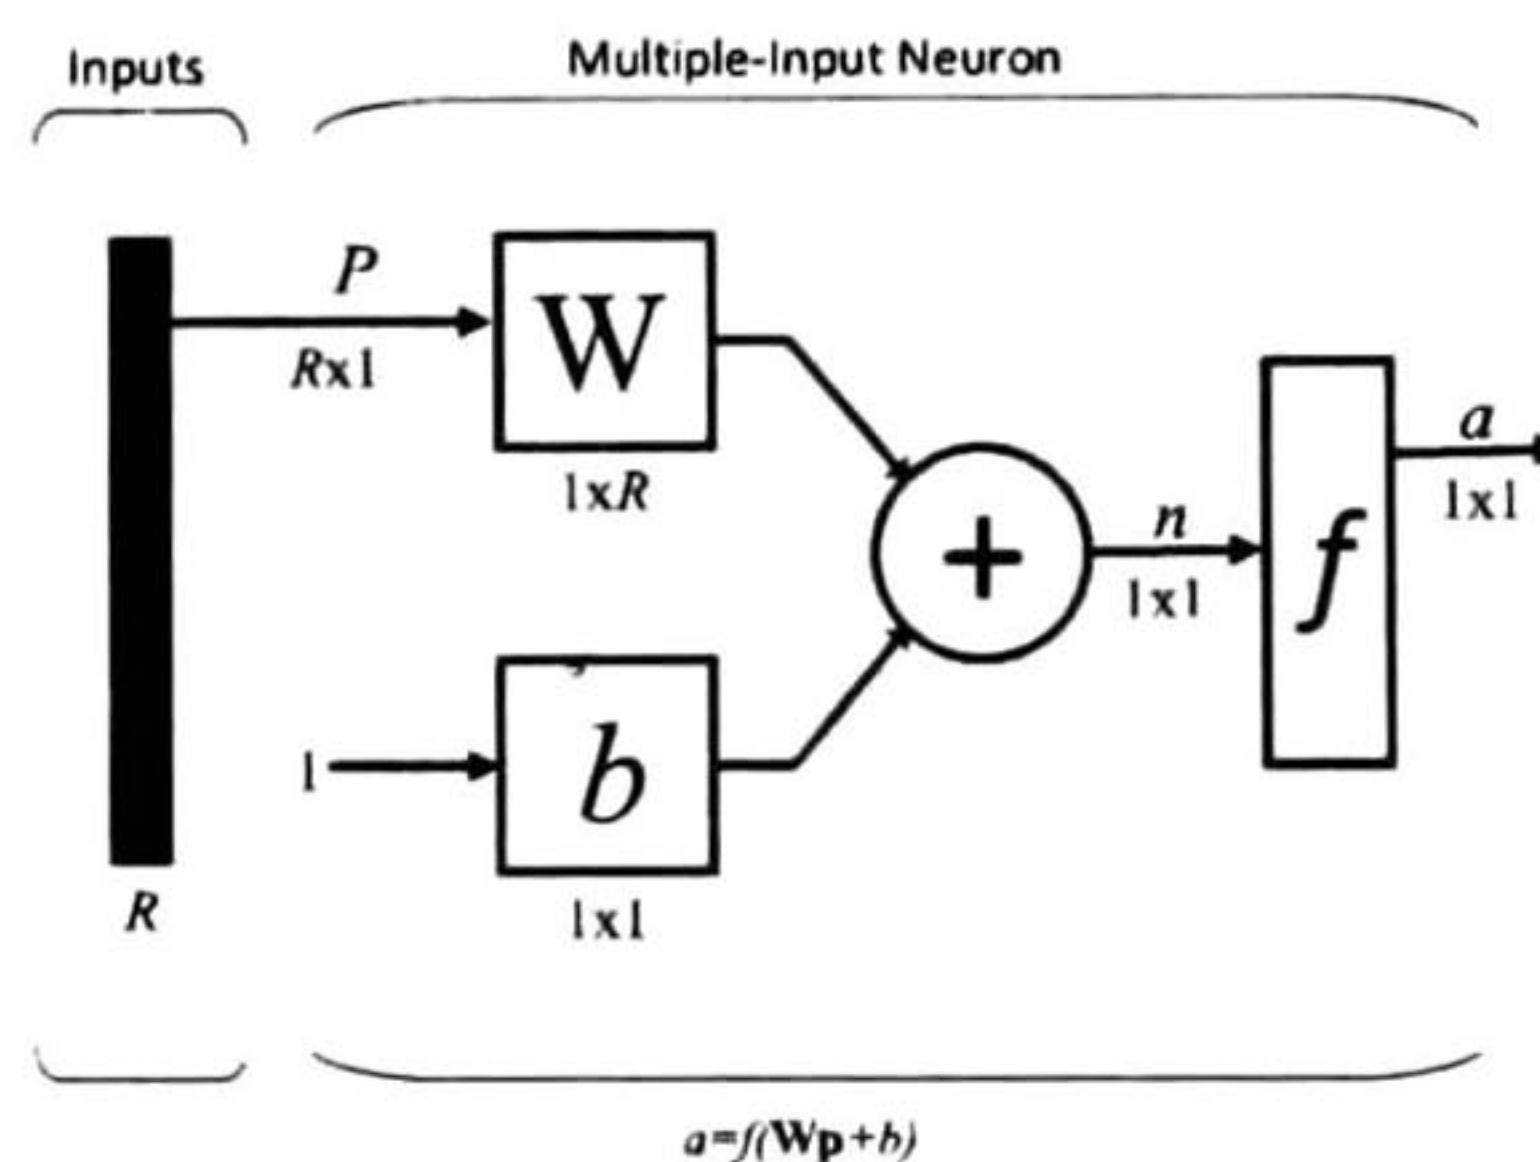 Inputs
Multiple-Input Neuron
P
Rx1
W
1xR
+
n
1x1
f
a
1x1
1
b
1x1
R
a=f(Wp+b)